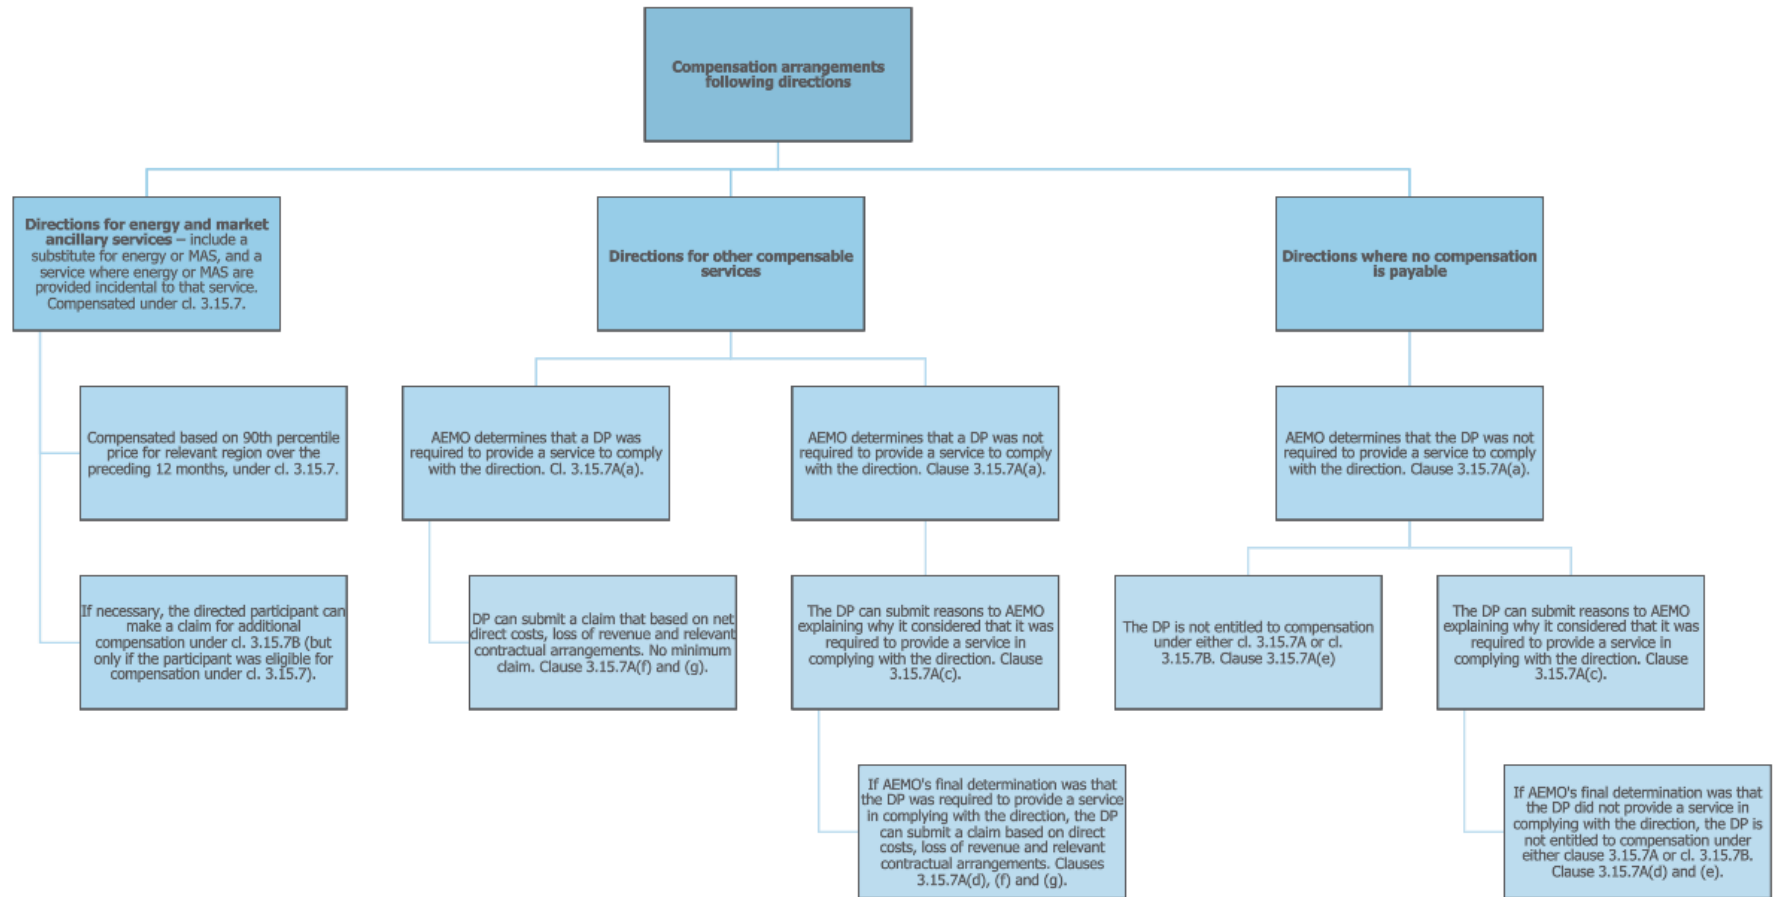 Compensation arrangements
following directions
Directions for energy and market
ancillary services – include a
substitute for energy or MAS, and a
service where energy or MAS are
provided incidental to that service.
Compensated under cl. 3.15.7.
Directions for other compensable
services
Directions where no compensation
is payable
Compensated based on 90th percentile
price for relevant region over the
preceding 12 months, under cl. 3.15.7.
AEMO determines that a DP was
required to provide a service to comply
with the direction. Cl. 3.15.7A(a).
AEMO determines that a DP was not
required to provide a service to comply
with the direction. Clause 3.15.7A(a).
AEMO determines that the DP was not
required to provide a service to comply
with the direction. Clause 3.15.7A(a).
If necessary, the directed participant can
make a claim for additional
compensation under cl. 3.15.7B (but
only if the participant was eligible for
compensation under cl. 3.15.7).
DP can submit a claim that based on net
direct costs, loss of revenue and relevant
contractual arrangements. No minimum
claim. Clause 3.15.7A(f) and (g).
The DP can submit reasons to AEMO
explaining why it considered that it was
required to provide a service in
complying with the direction. Clause
3.15.7A(c).
The DP is not entitled to compensation
under either cl. 3.15.7A or cl.
3.15.7B. Clause 3.15.7A(e)
The DP can submit reasons to AEMO
explaining why it considered that it was
required to provide a service in
complying with the direction. Clause
3.15.7A(c).
If AEMO's final determination was that
the DP was required to provide a service
in complying with the direction, the DP
can submit a claim based on direct
costs, loss of revenue and relevant
contractual arrangements. Clauses
3.15.7A(d), (f) and (g).
If AEMO's final determination was that
the DP did not provide a service in
complying with the direction, the DP is
not entitled to compensation under
either clause 3.15.7A or cl. 3.15.7B.
Clause 3.15.7A(d) and (e).